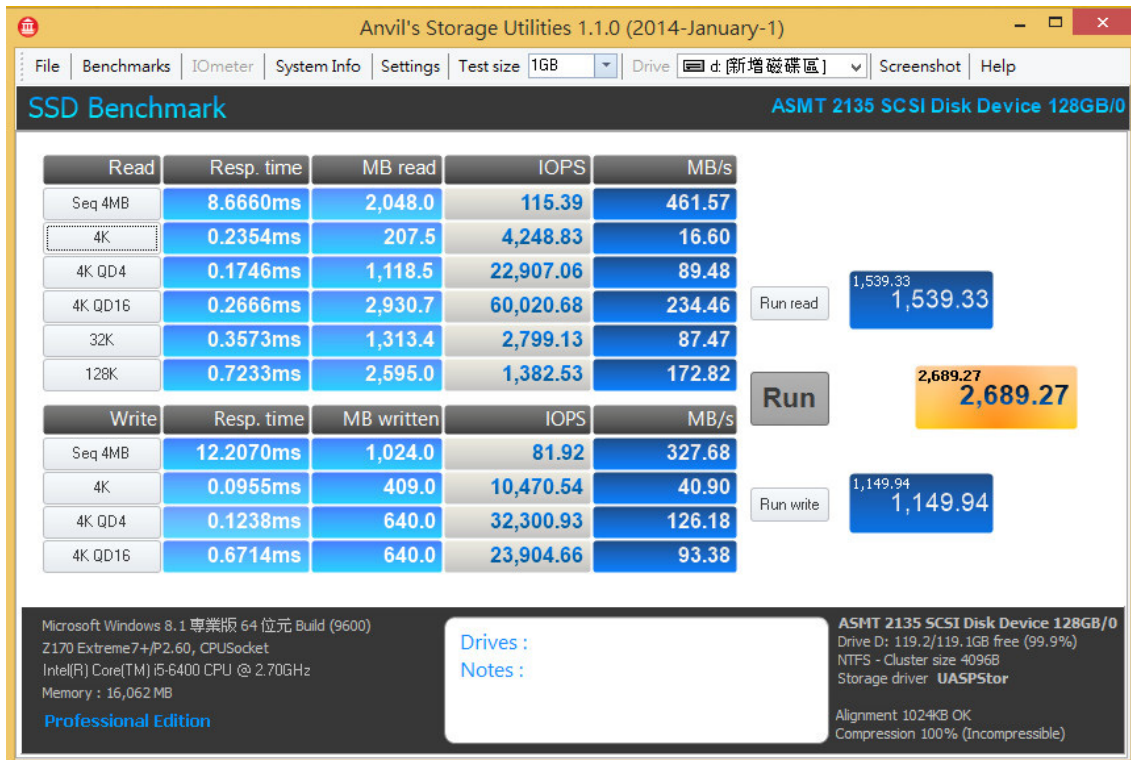 Anvil's Storage Utilities 1.1.0 (2014-January-1)
File Benchmarks IOmeter System Info Settings Test size 1GB Drive d: [新增磁碟區] Screenshot Help
SSD Benchmark ASMT 2135 SCSI Disk Device 128GB/0
Read Resp. time MB read IOPS MB/s
Seq 4MB 8.6660ms 2,048.0 115.39 461.57
4K 0.2354ms 207.5 4,248.83 16.60
4K QD4 0.1746ms 1,118.5 22,907.06 89.48
4K QD16 0.2666ms 2,930.7 60,020.68 234.46
32K 0.3573ms 1,313.4 2,799.13 87.47
128K 0.7233ms 2,595.0 1,382.53 172.82
Run read
1,539.33
1,539.33
Run
2,689.27
2,689.27
Write Resp. time MB written IOPS MB/s
Seq 4MB 12.2070ms 1,024.0 81.92 327.68
4K 0.0955ms 409.0 10,470.54 40.90
4K QD4 0.1238ms 640.0 32,300.93 126.18
4K QD16 0.6714ms 640.0 23,904.66 93.38
Run write
1,149.94
1,149.94
Microsoft Windows 8.1 專業版 64 位元 Build (9600)
Z170 Extreme7+/P2.60, CPUSocket
Intel(R) Core(TM) i5-6400 CPU @ 2.70GHz
Memory : 16,062 MB
Professional Edition
Drives :
Notes :
ASMT 2135 SCSI Disk Device 128GB/0
Drive D: 119.2/119.1GB free (99.9%)
NTFS - Cluster size 4096B
Storage driver UASPStor
Alignment 1024KB OK
Compression 100% (Incompressible)